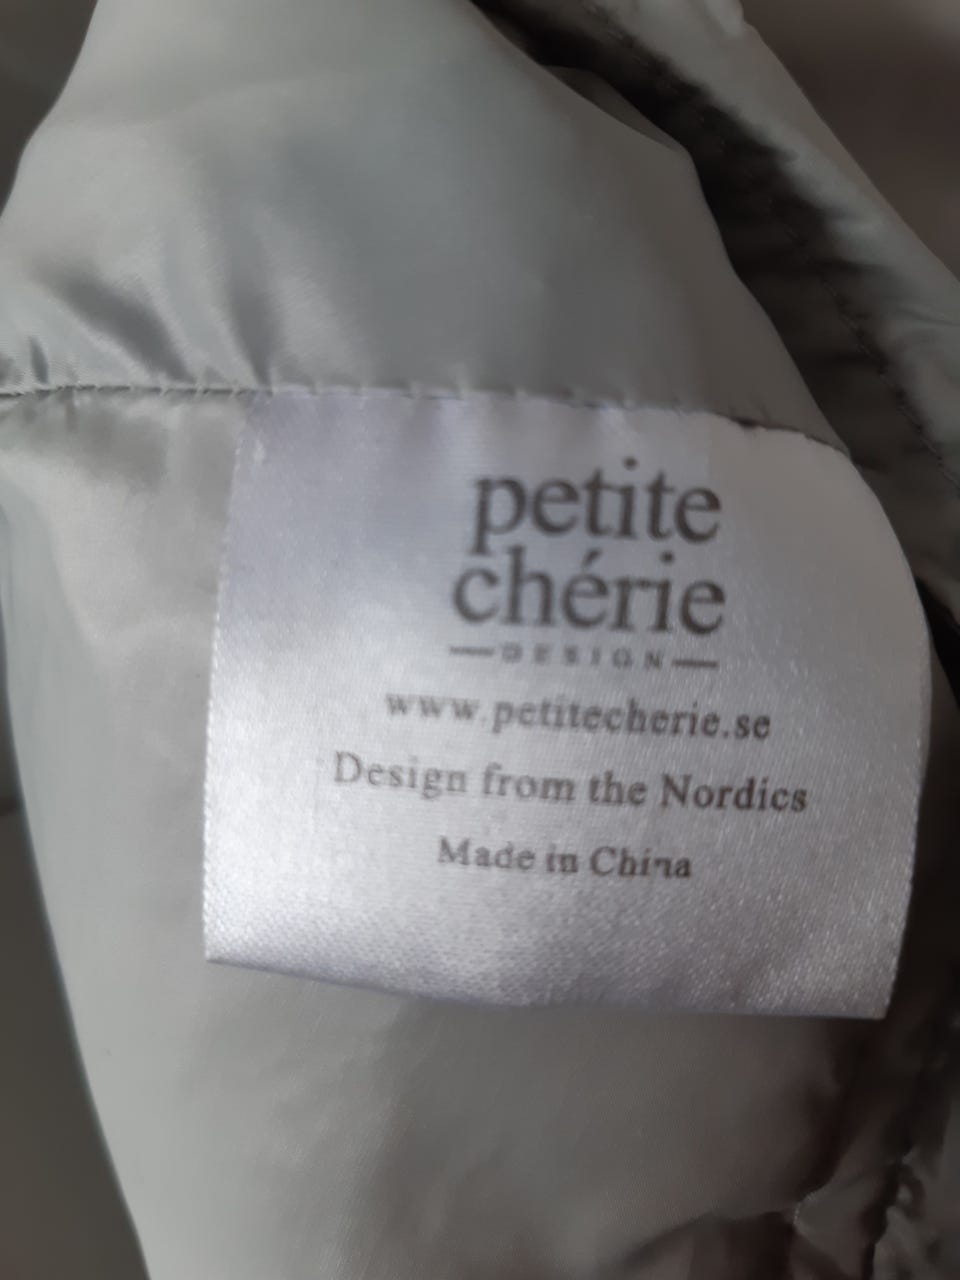 petite
chérie
DESIGN
www.petitecherie.se
Design from the Nordics
Made in China